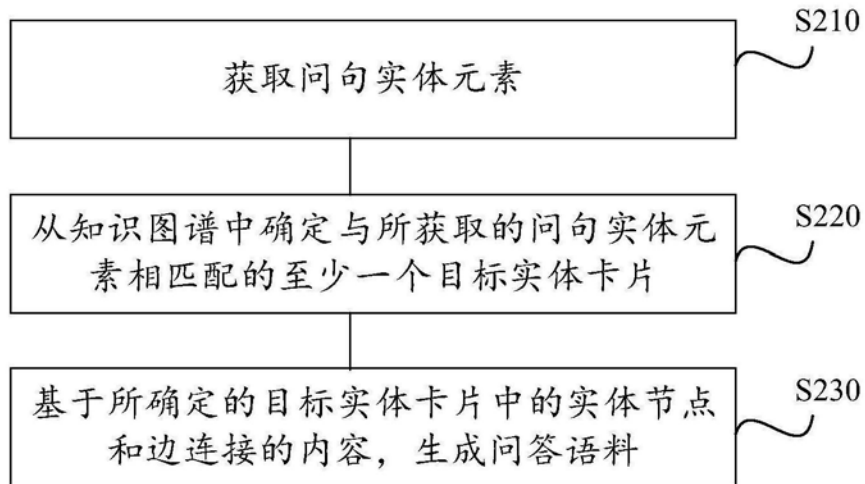 S210
获取问句实体元素
S220
从知识图谱中确定与所获取的问句实体元
素相匹配的至少一个目标实体卡片
S230
基于所确定的目标实体卡片中的实体节点
和边连接的内容，生成问答语料